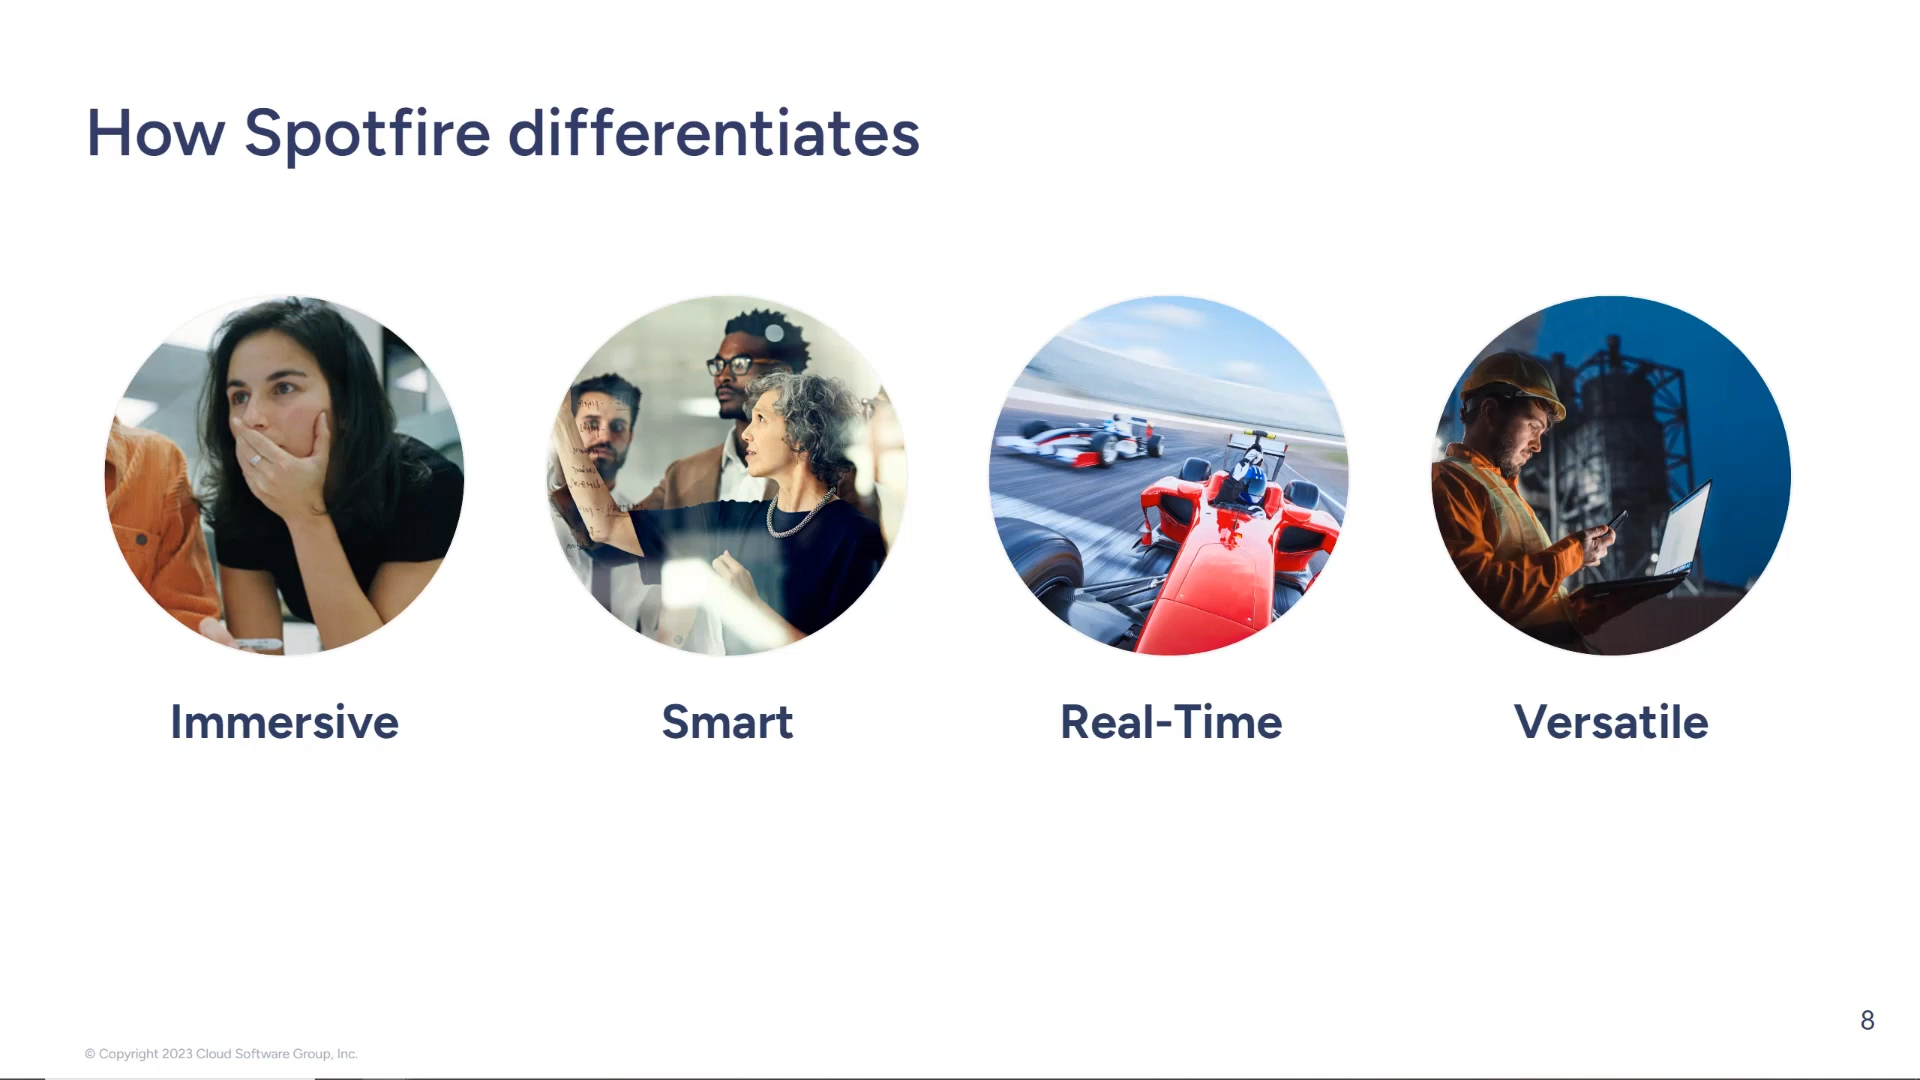 How Spotfire differentiates
Immersive
Smart
Real-Time
Versatile
8
© Copyright 2023 Cloud Software Group, Inc.